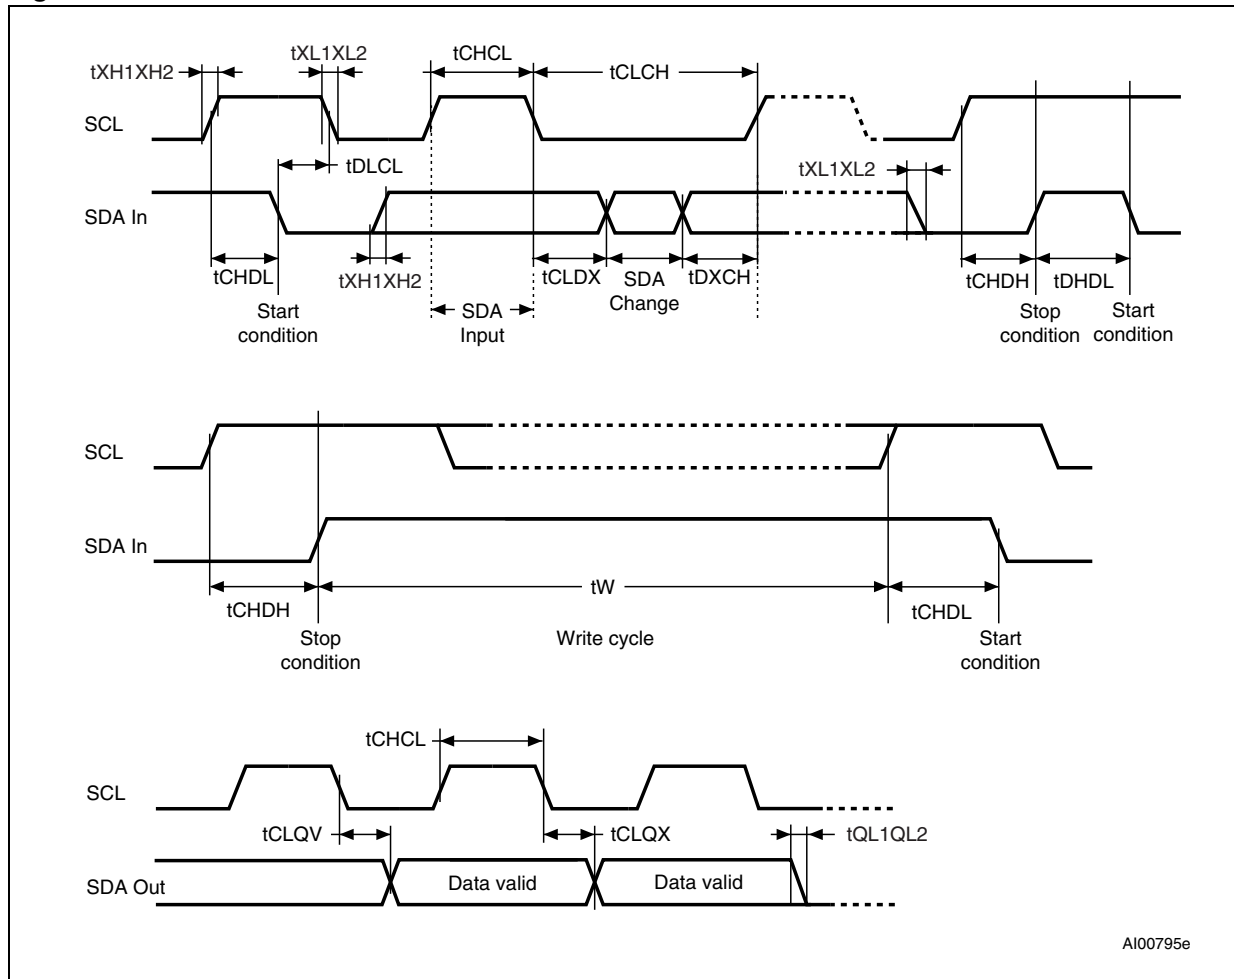 tXH1XH2
tXL1XL2
tCHCL
tCLCH
SCL
tDLCL
tXL1XL2
SDA In
tCHDL
tXH1XH2
tCLDX
SDA
Change
tDXCH
tCHDH
tDHDL
Start
condition
SDA
Input
Stop
condition
Start
condition
SCL
SDA In
tCHDH
tW
tCHDL
Stop
condition
Write cycle
Start
condition
tCHCL
SCL
tCLQV
tCLQX
tQL1QL2
SDA Out
Data valid
Data valid
AI00795e